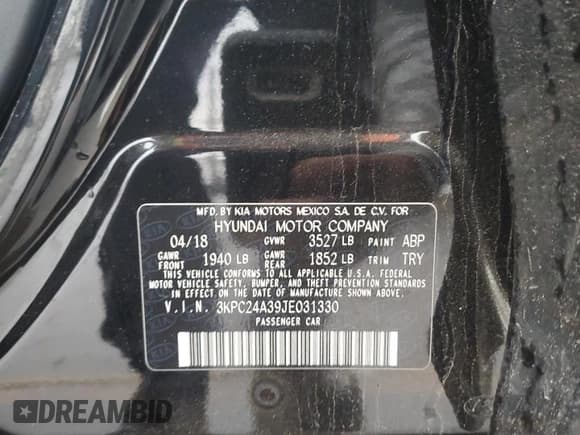 MFD. BY KIA MOTORS MEXICO S.A. DE C.V. FOR
HYUNDAI MOTOR COMPANY
04/18 GVWR 3527 LB PAINT ABP
GAWR FRONT 1940 LB GAWR REAR 1852 LB TRIM TRY
THIS VEHICLE CONFORMS TO ALL APPLICABLE U.S.A. FEDERAL
MOTOR VEHICLE SAFETY, BUMPER, AND THEFT PREVENTION STANDARDS
IN EFFECT ON THE DATE OF MANUFACTURE SHOWN ABOVE.
V.I.N. 3KPC24A39JE031330
PASSENGER CAR
DREAMBID